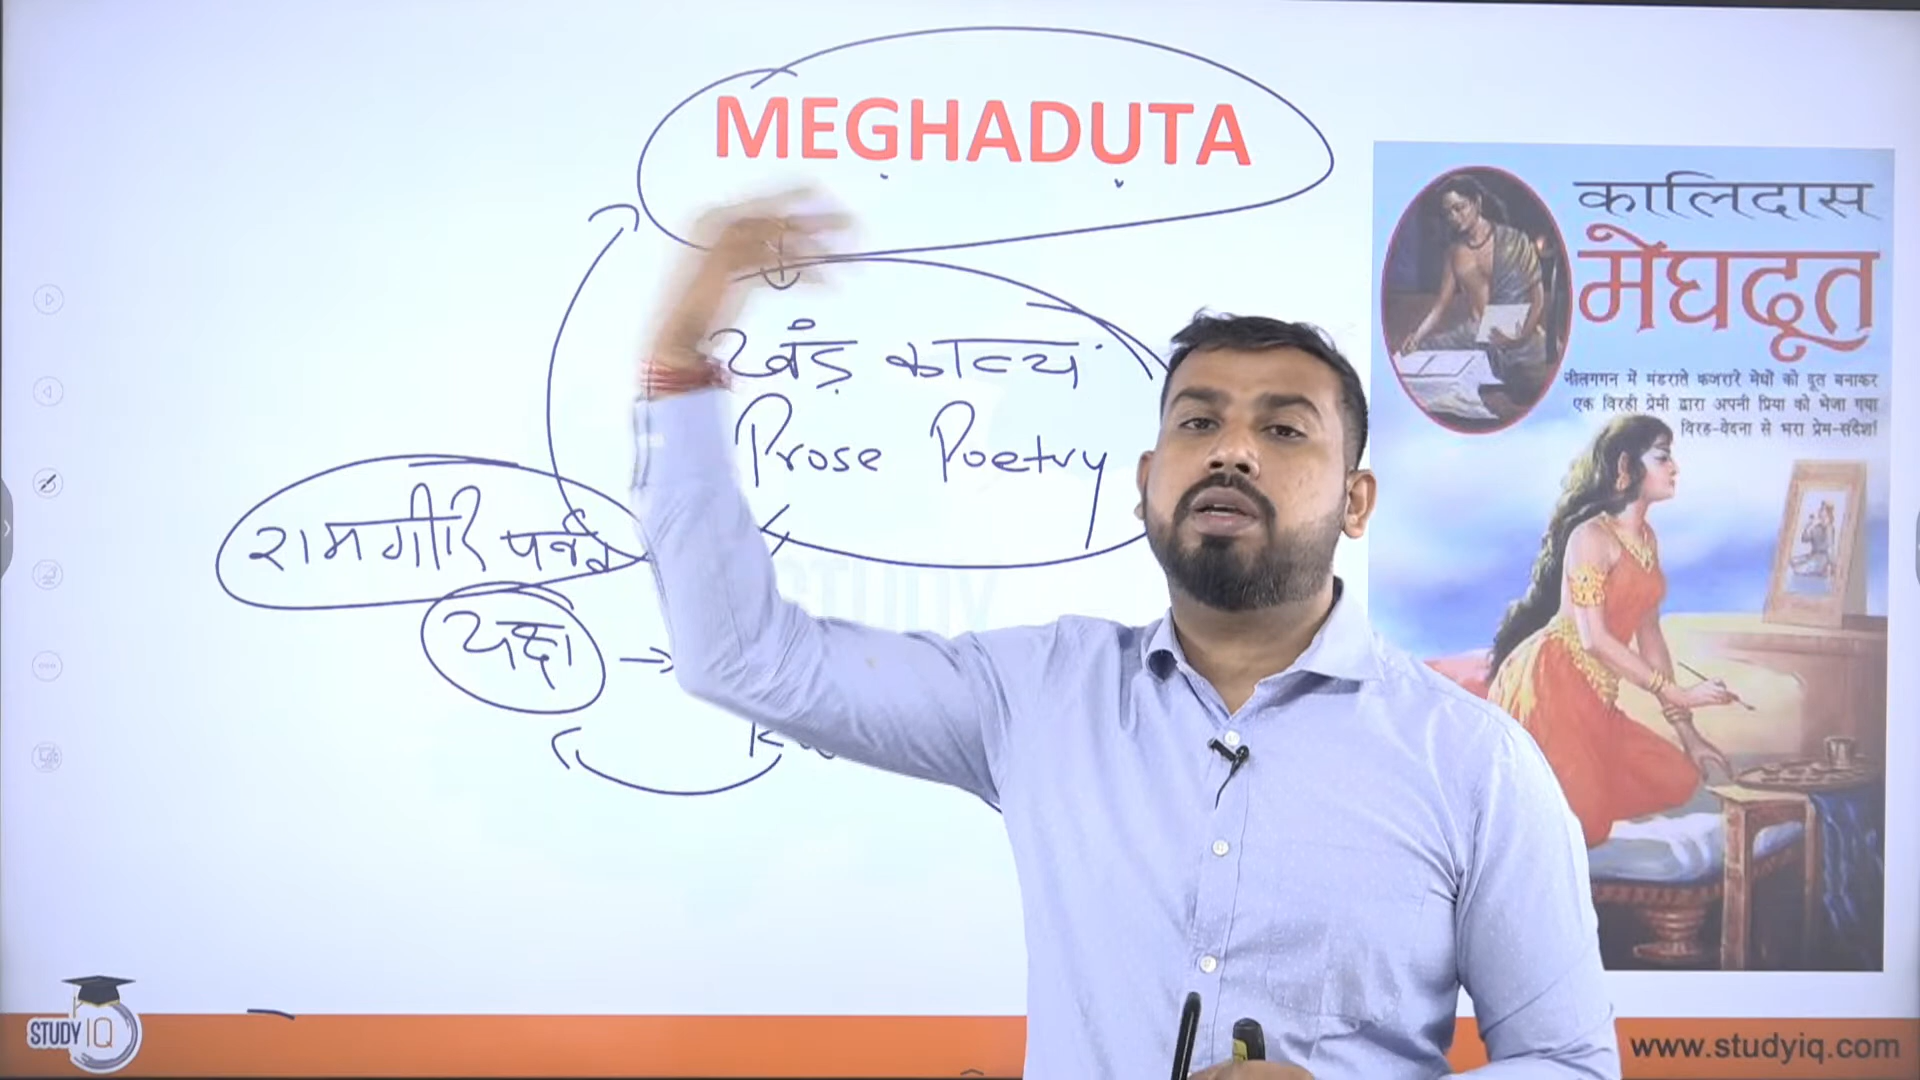 MEGHADUTA
खंड़ काव्य
Prose Poetry
रामगीरि पर्वत
यक्ष
कालिदास
मेघदूत
नीलगगन में मंडराते कजरारे मेघों को दूत बनाकर
एक विरही प्रेमी द्वारा अपनी प्रिया को भेजा गया
विरह-वेदना से भरा प्रेम-संदेश!
STUDY
STUDY IQ
www.studyiq.com